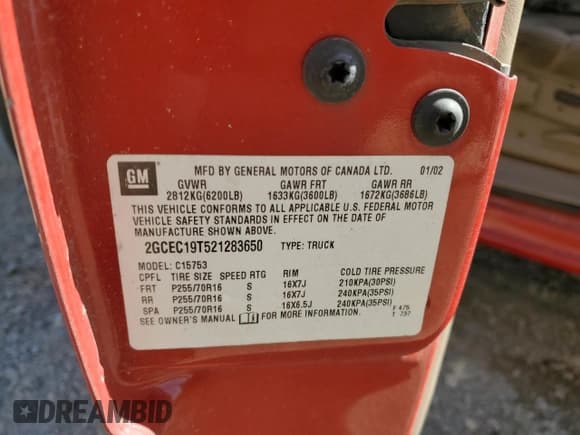 GM
MFD BY GENERAL MOTORS OF CANADA LTD. 01/02
GVWR GAWR FRT GAWR RR
2812KG(6200LB) 1633KG(3600LB) 1672KG(3686LB)
THIS VEHICLE CONFORMS TO ALL APPLICABLE U.S. FEDERAL MOTOR
VEHICLE SAFETY STANDARDS IN EFFECT ON THE DATE OF
MANUFACTURE SHOWN ABOVE.
2GCEC19T521283650 TYPE: TRUCK
MODEL: C15753
CPFL TIRE SIZE SPEED RTG RIM COLD TIRE PRESSURE
FRT P255/70R16 S 16X7J 210KPA(30PSI)
RR P255/70R16 S 16X7J 240KPA(35PSI)
SPA P255/70R16 S 16X6.5J 240KPA(35PSI)
SEE OWNER'S MANUAL FOR MORE INFORMATION.
F 475
T 737
DREAMBID